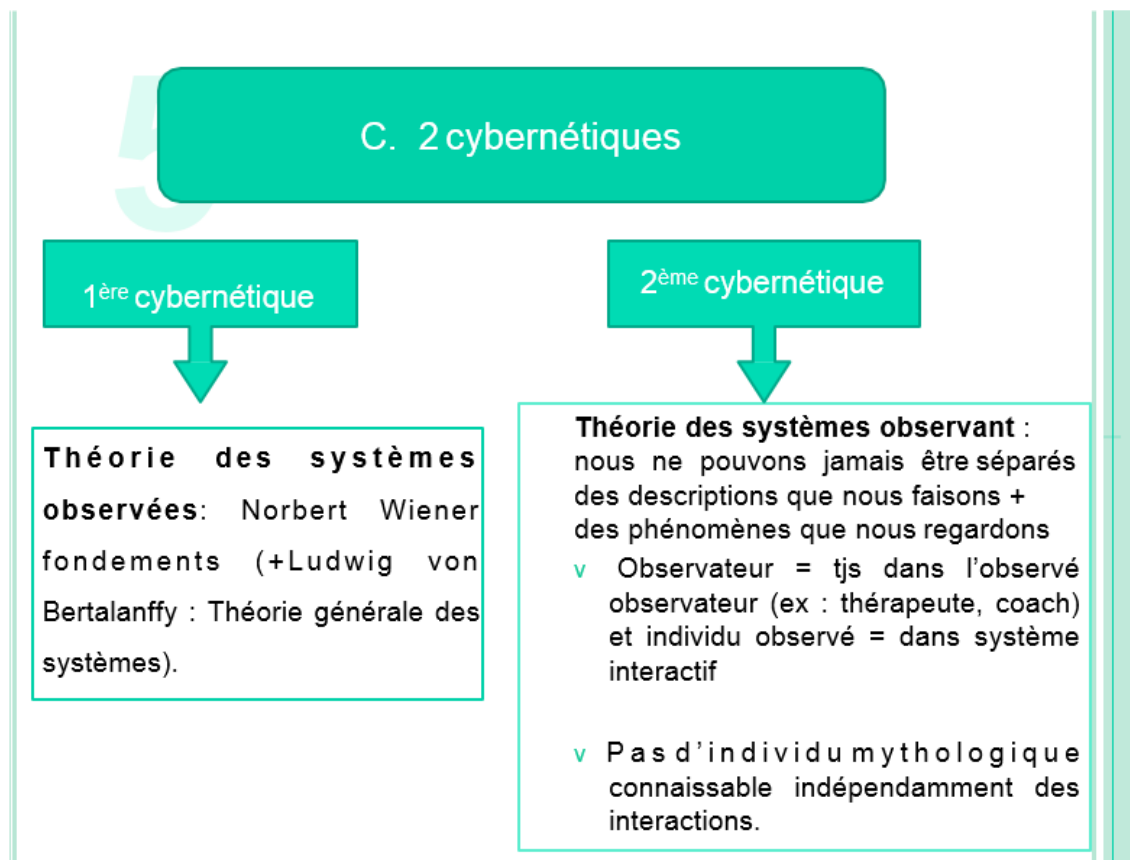 5
C. 2 cybernétiques
1ère cybernétique
2ème cybernétique
Théorie des systèmes
observées: Norbert Wiener
fondements (+Ludwig von
Bertalanffy : Théorie générale des
systèmes).
Théorie des systèmes observant :
nous ne pouvons jamais être séparés
des descriptions que nous faisons +
des phénomènes que nous regardons
v Observateur = tjs dans l’observé
observateur (ex : thérapeute, coach)
et individu observé = dans système
interactif
v Pas d’individu mythologique
connaissable indépendamment des
interactions.